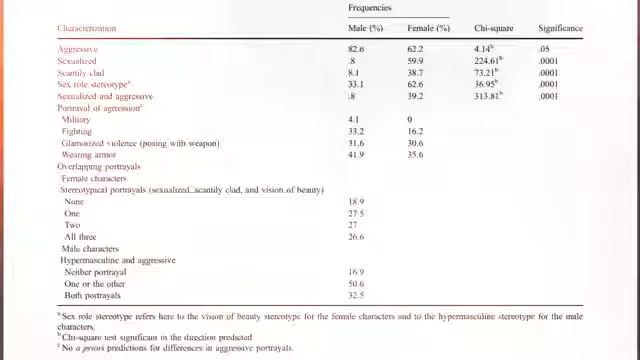 Frequencies
Characterization Male (%) Female (%) Chi-square Significance
Aggressive 82.6 62.2 4.14b .05
Sexualized .8 59.9 224.61b .0001
Scantily clad 8.1 38.7 73.21b .0001
Sex role stereotypea 33.1 62.6 36.95b .0001
Sexualized and aggressive .8 39.2 313.81b .0001
Portrayal of agressionc
Military 4.1 0
Fighting 33.2 16.2
Glamorized violence (posing with weapon) 31.6 30.6
Wearing armor 41.9 35.6
Overlapping portrayals
Female characters
Stereotypical portrayals (sexualized, scantily clad, and vision of beauty)
None 18.9
One 27.5
Two 27
All three 26.6
Male characters
Hypermasculine and aggressive
Neither portrayal 16.9
One or the other 50.6
Both portrayals 32.5
a Sex role stereotype refers here to the vision of beauty stereotype for the female characters and to the hypermasculine stereotype for the male
characters.
b Chi-square test significant in the direction predicted
c No a priori predictions for differences in aggressive portrayals.